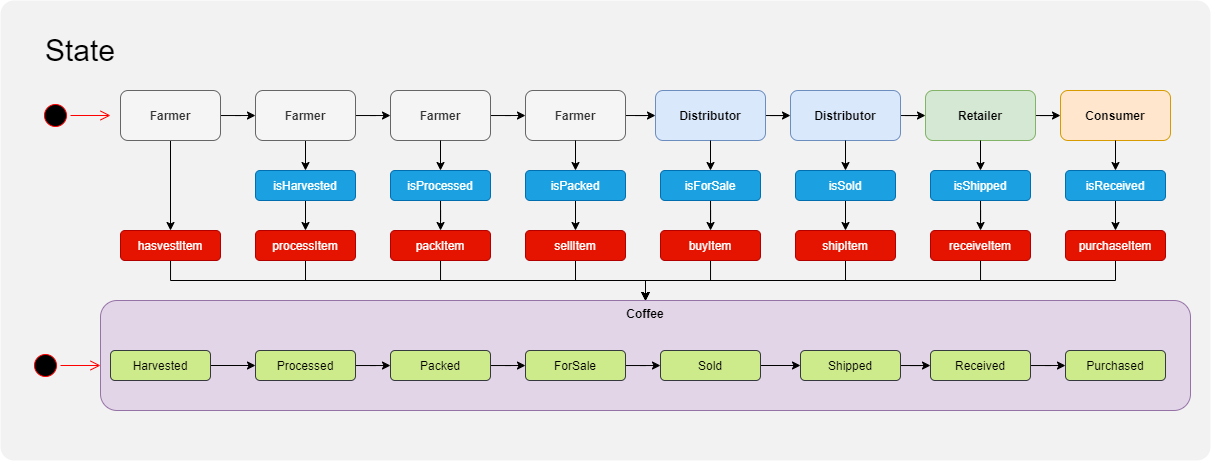 State
Farmer
Farmer
Farmer
Farmer
Distributor
Distributor
Retailer
Consumer
isHarvested
isProcessed
isPacked
isForSale
isSold
isShipped
isReceived
hasvestItem
processItem
packItem
sellItem
buyItem
shipItem
receiveItem
purchaseItem
Coffee
Harvested
Processed
Packed
ForSale
Sold
Shipped
Received
Purchased